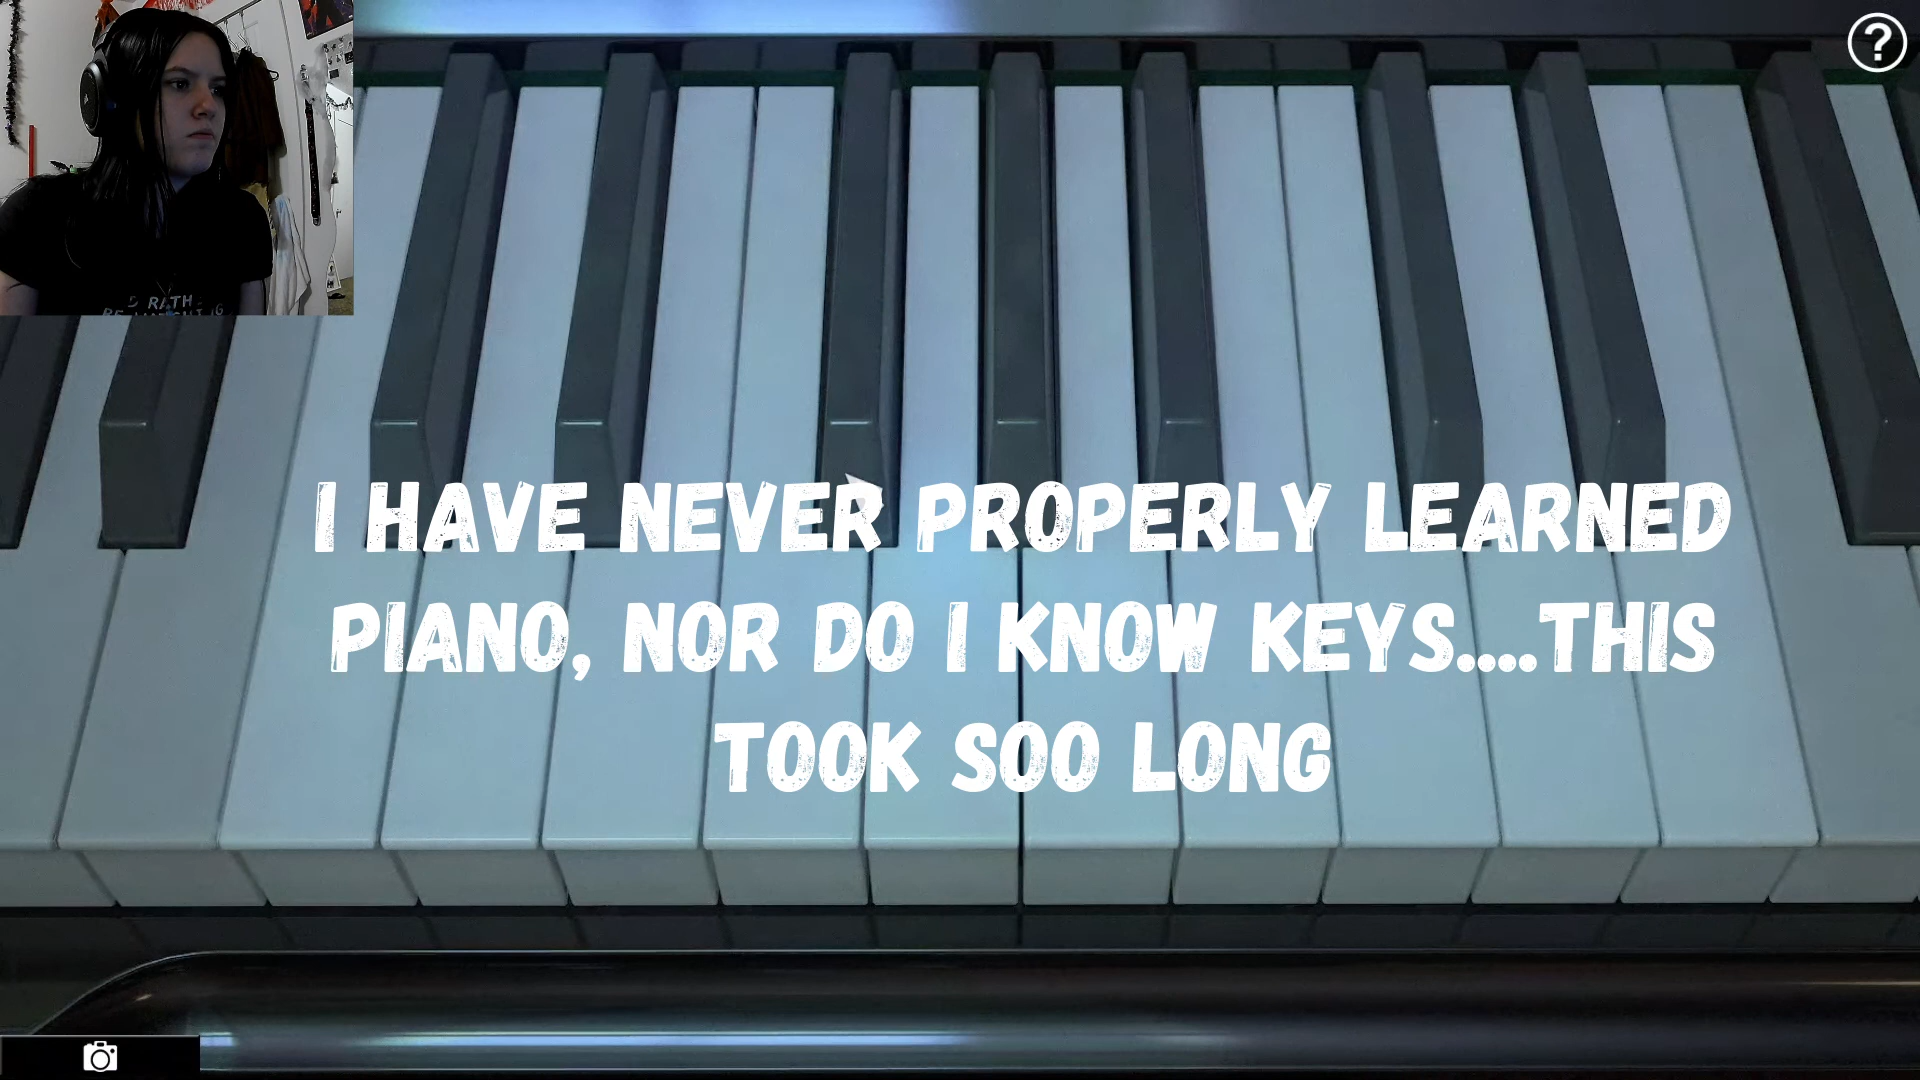 I HAVE NEVER PROPERLY LEARNED
PIANO, NOR DO I KNOW KEYS....THIS
TOOK SOO LONG
?